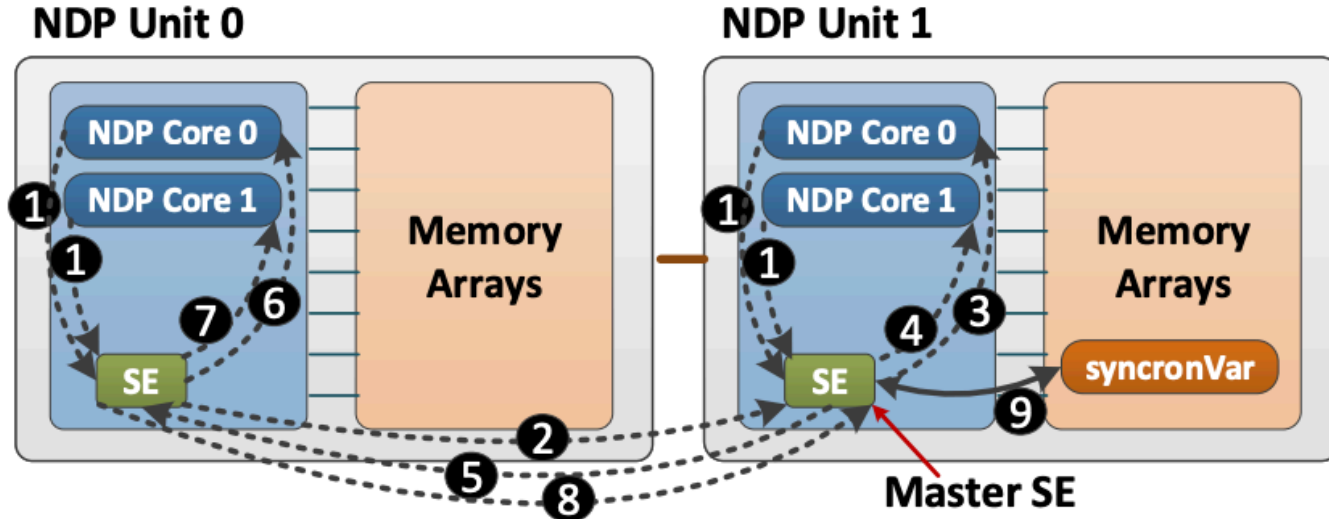 NDP Unit 0
NDP Unit 1
NDP Core 0
NDP Core 1
Memory
Arrays
SE
1
1
7
6
NDP Core 0
NDP Core 1
Memory
Arrays
syncronVar
SE
1
1
4
3
9
2
5
8
Master SE